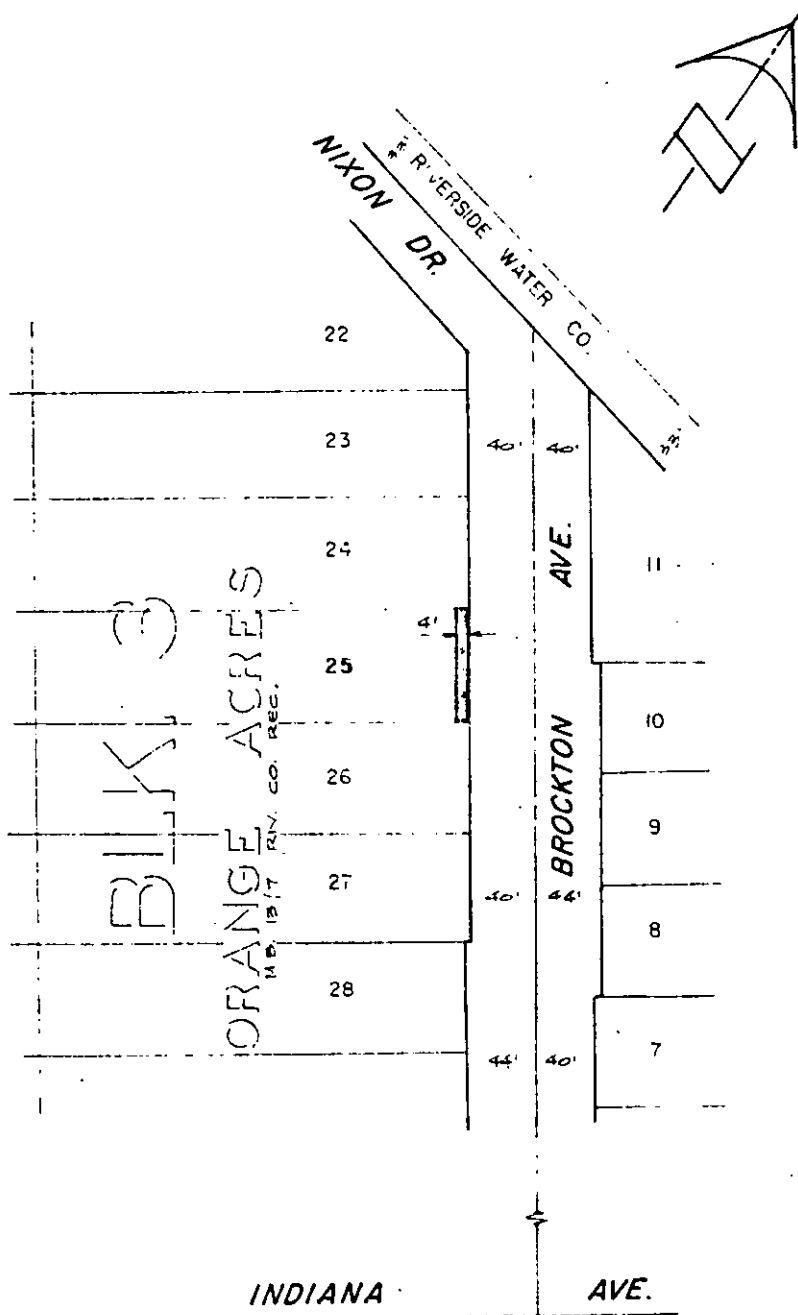 NIXON DR.
33' RIVERSIDE WATER CO. 33'
22
23
40' 40'
24
AVE.
11
4'
25
BLK. 3
ORANGE ACRES
M.B. 13/7 RIV. CO. REC.
10
26
BROCKTON
9
27
40' 44'
8
28
44' 40'
7
INDIANA AVE.